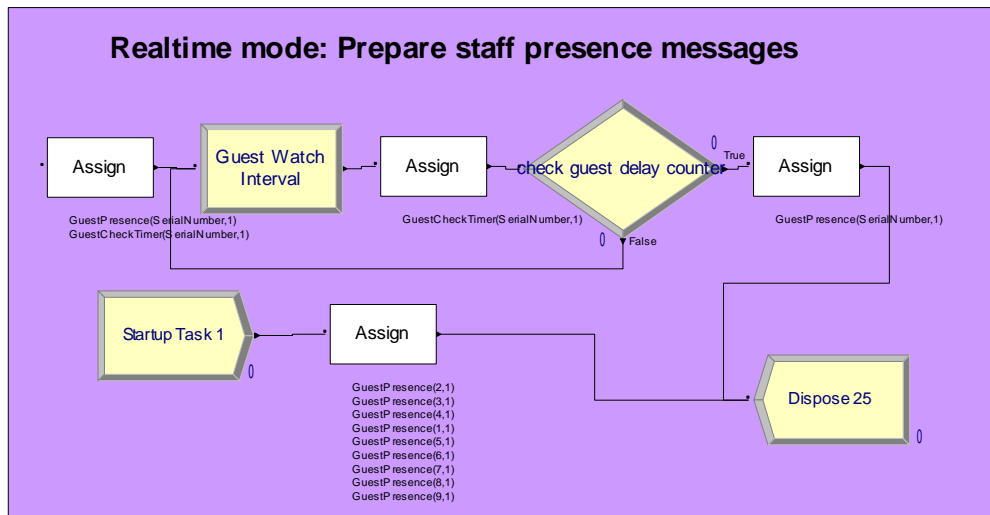 Realtime mode: Prepare staff presence messages
Assign
Guest Watch
Interval
Assign
check guest delay counter
0
True
Assign
GuestPresence(SerialNumber,1)
GuestCheckTimer(SerialNumber,1)
GuestCheckTimer(SerialNumber,1)
0
False
GuestPresence(SerialNumber,1)
Startup Task 1
0
Assign
GuestPresence(2,1)
GuestPresence(3,1)
GuestPresence(4,1)
GuestPresence(1,1)
GuestPresence(5,1)
GuestPresence(6,1)
GuestPresence(7,1)
GuestPresence(8,1)
GuestPresence(9,1)
Dispose 25
0